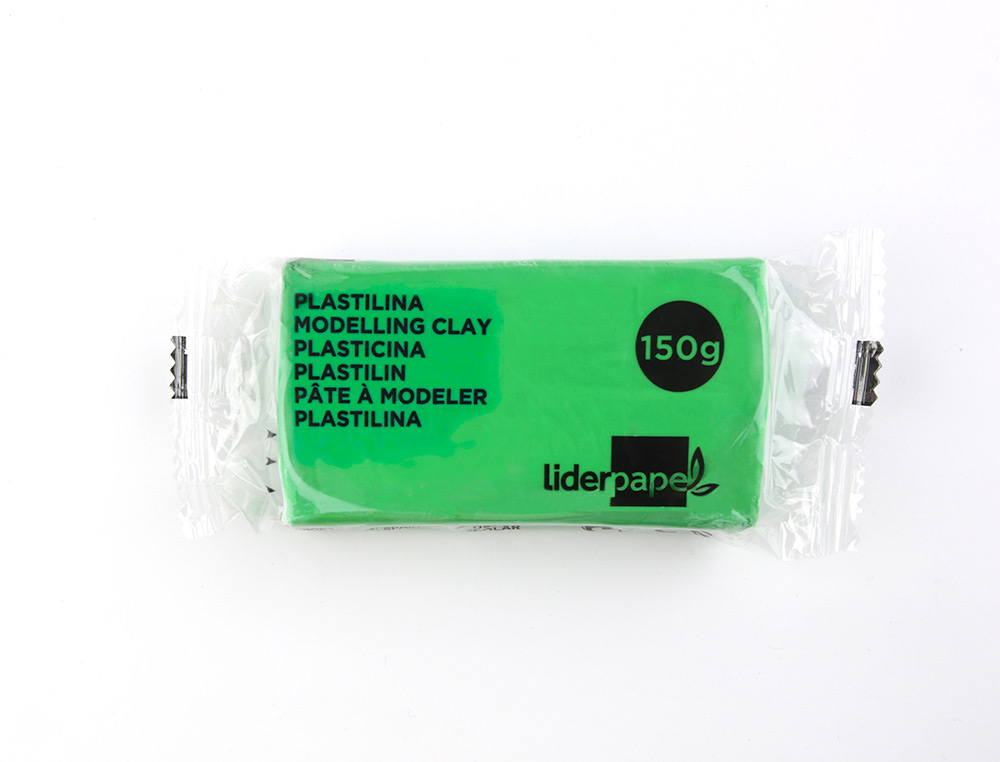 PLASTILINA
MODELLING CLAY
PLASTICINA
PLASTILIN
PÂTE À MODELER
PLASTILINA
150g
liderpapel